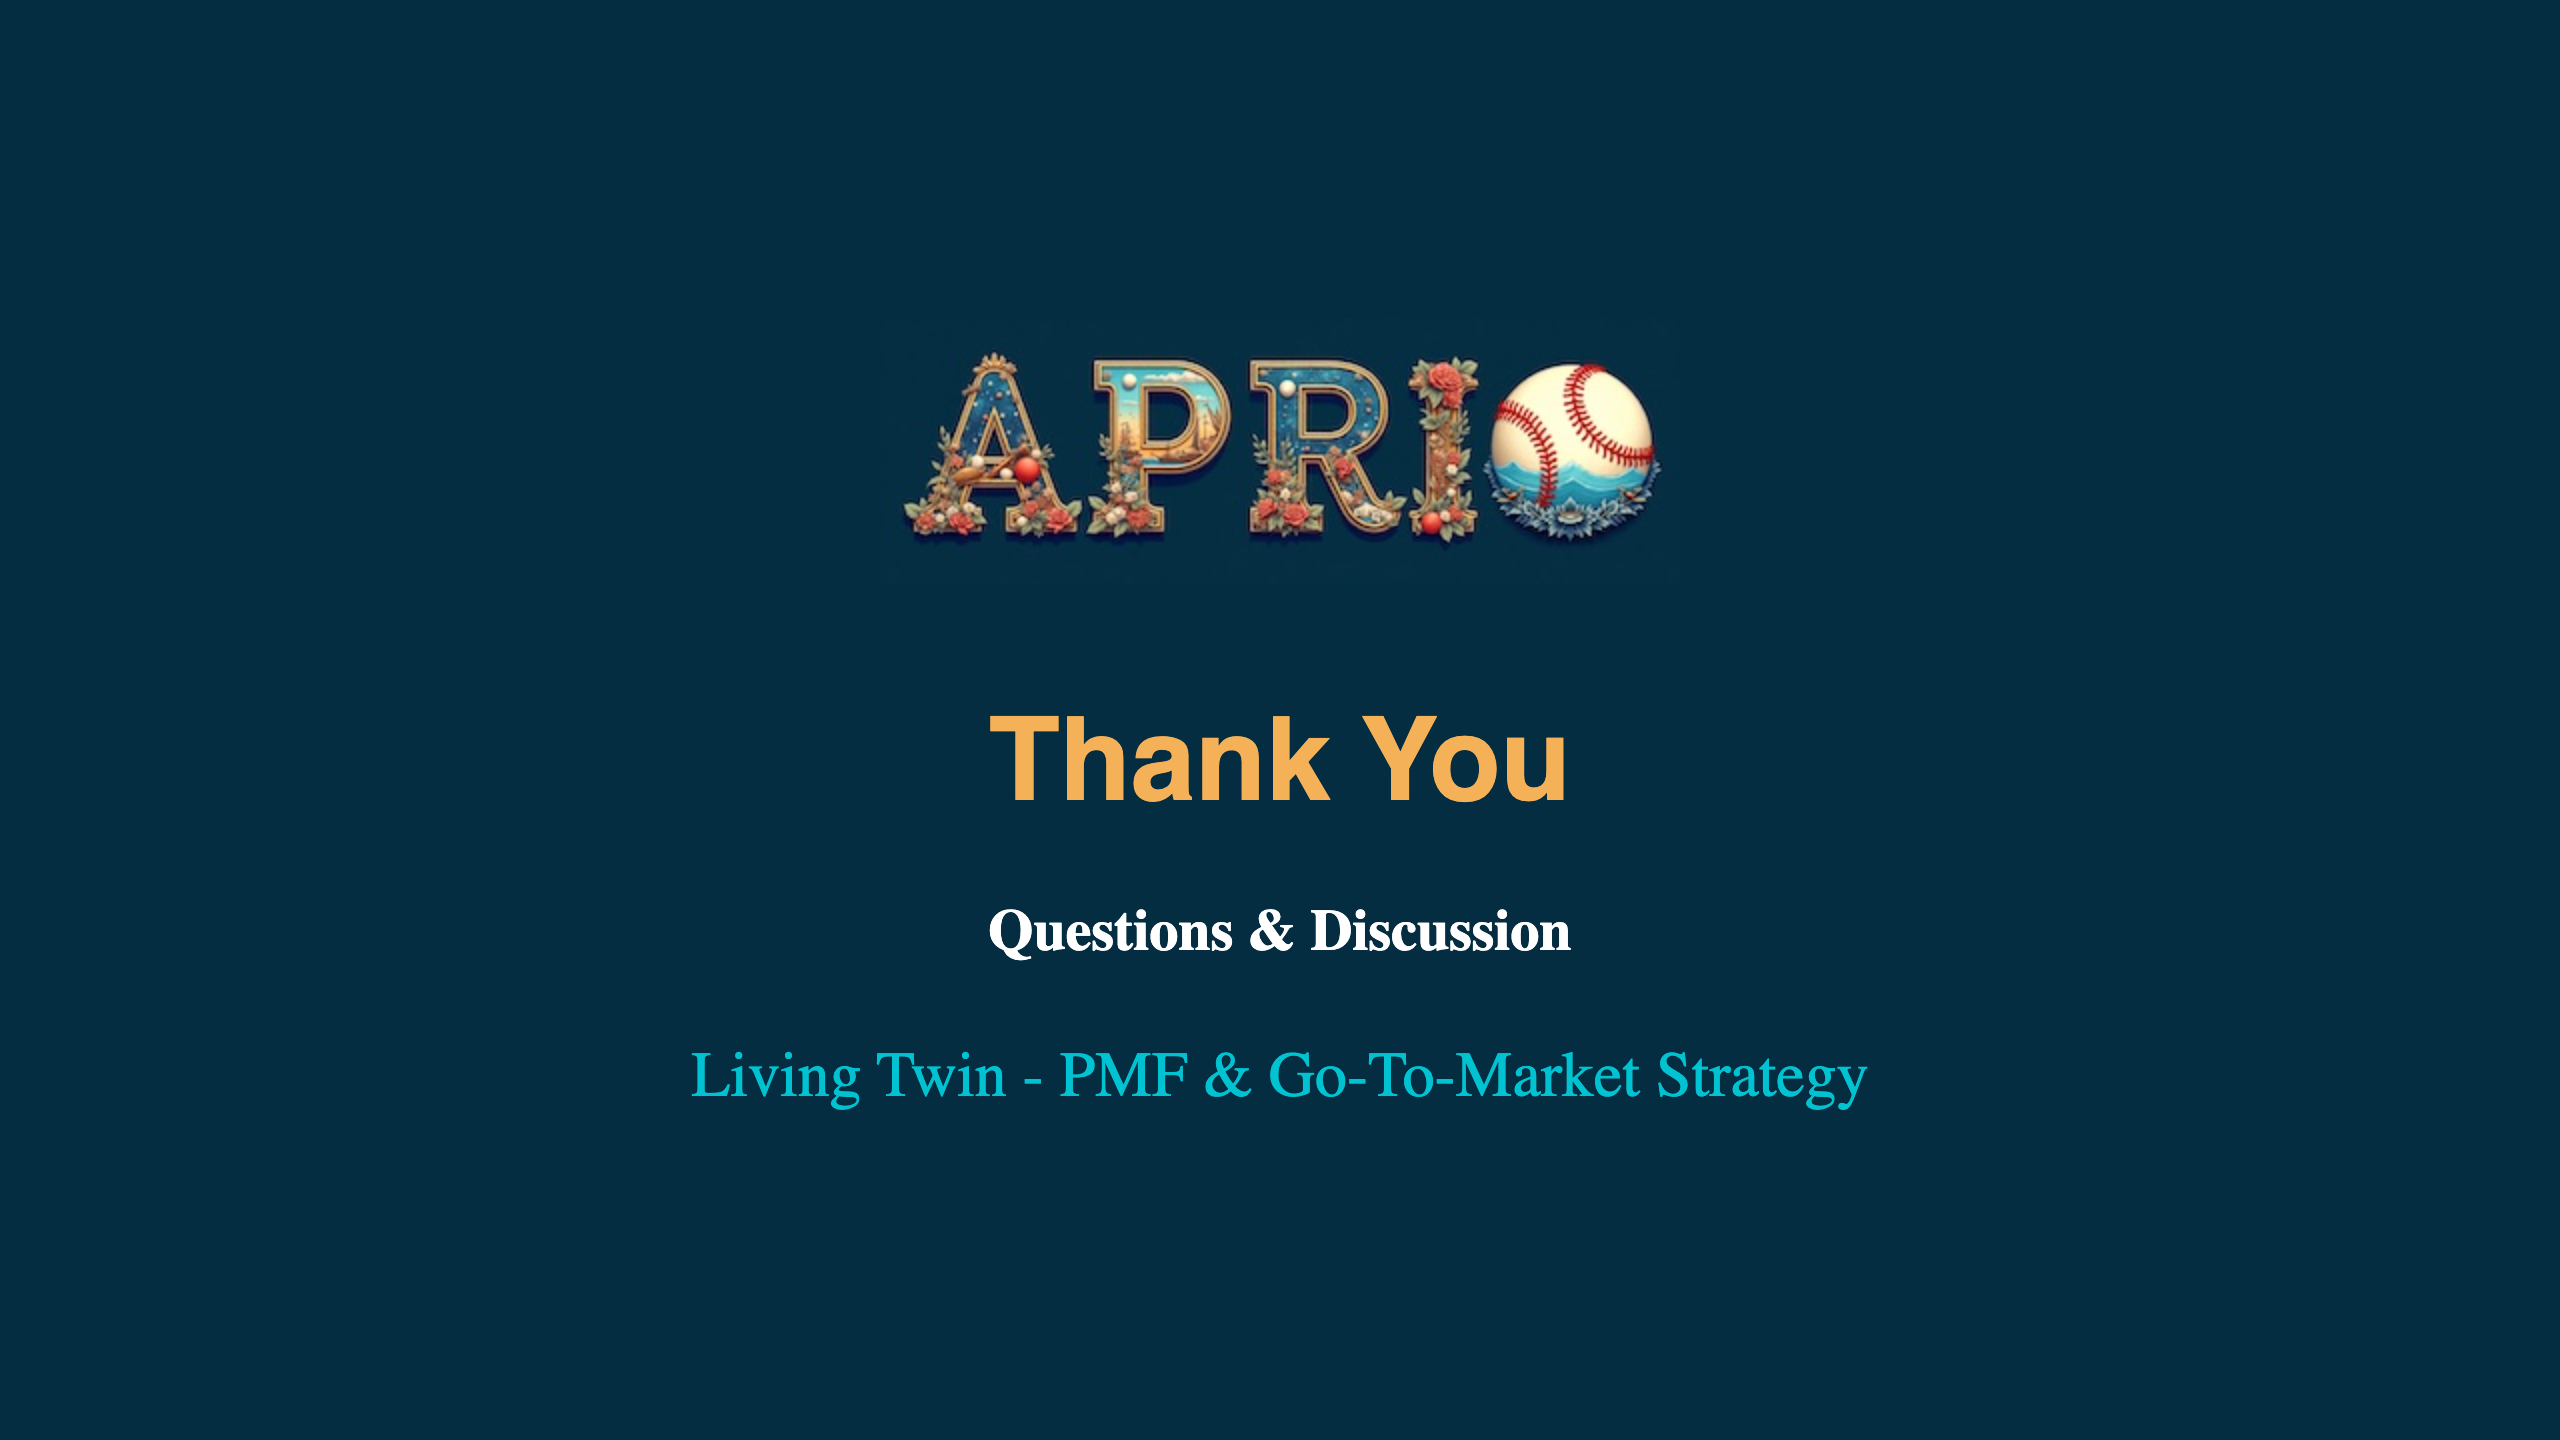 APRIO
Thank You
Questions & Discussion
Living Twin - PMF & Go-To-Market Strategy